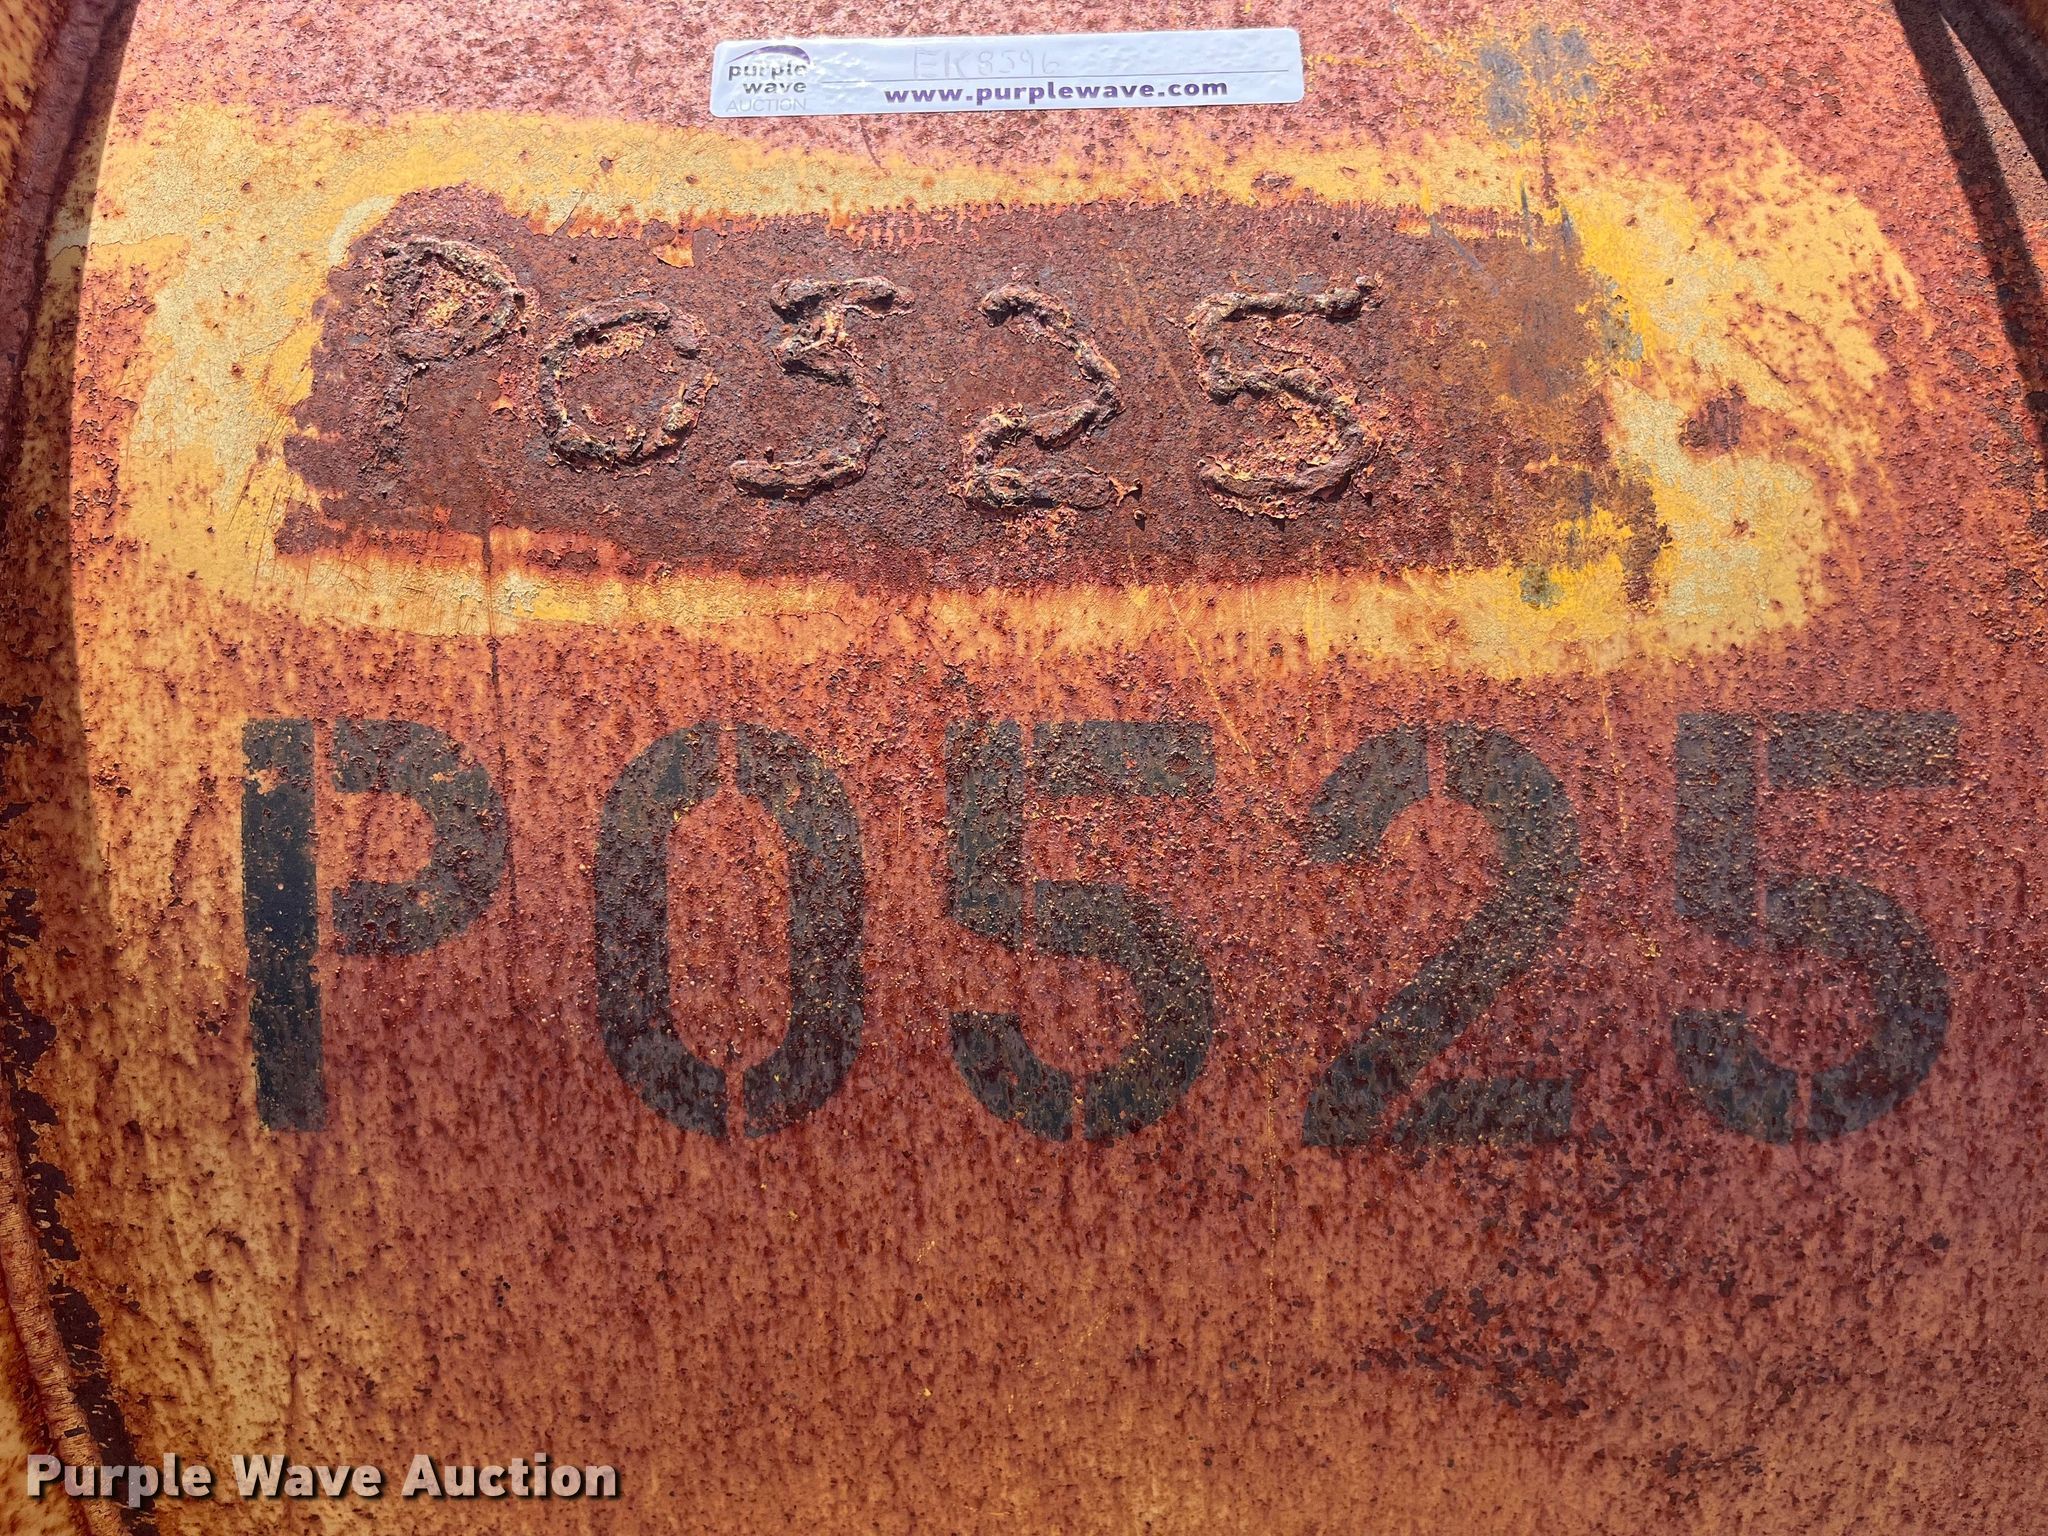 purple
wave
AUCTION
EK8596
www.purplewave.com
P0525
P0525
Purple Wave Auction